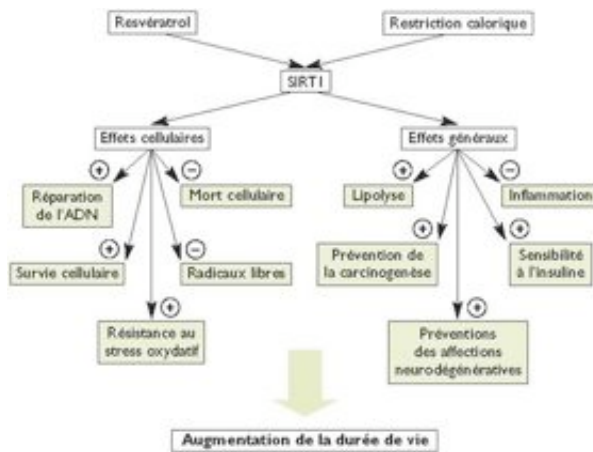 Resvératrol
Restriction calorique
SIRT1
Effets cellulaires
Effets généraux
+
−
+
−
Réparation
de l'ADN
Mort cellulaire
Lipolyse
Inflammation
+
−
+
+
Survie cellulaire
Radicaux libres
Prévention de
la carcinogenèse
Sensibilité
à l'insuline
+
+
Résistance au
stress oxydatif
Préventions
des affections
neurodégénératives
Augmentation de la durée de vie